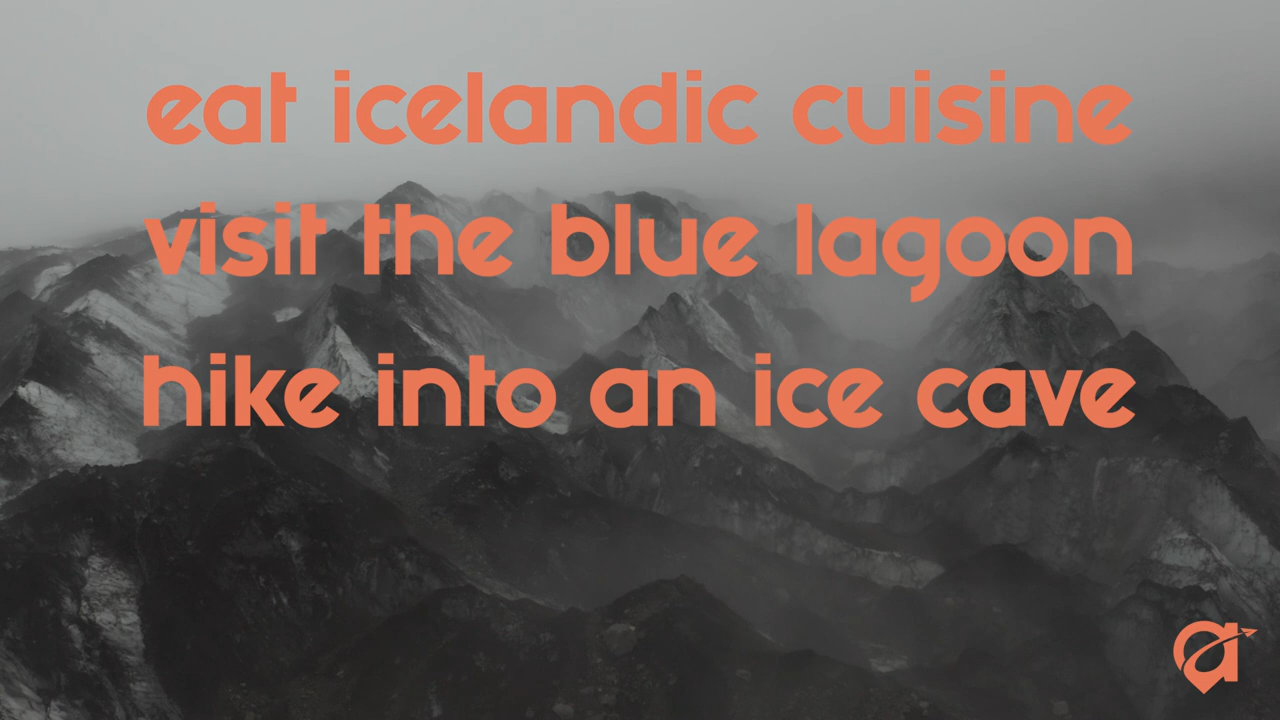 eat icelandic cuisine
visit the blue lagoon
hike into an ice cave